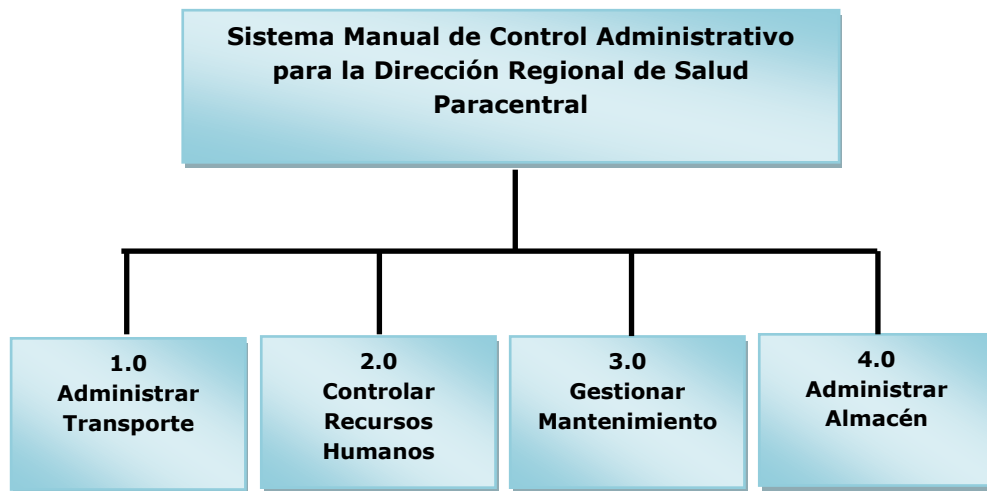 Sistema Manual de Control Administrativo
para la Dirección Regional de Salud
Paracentral
1.0
Administrar
Transporte
2.0
Controlar
Recursos
Humanos
3.0
Gestionar
Mantenimiento
4.0
Administrar
Almacén